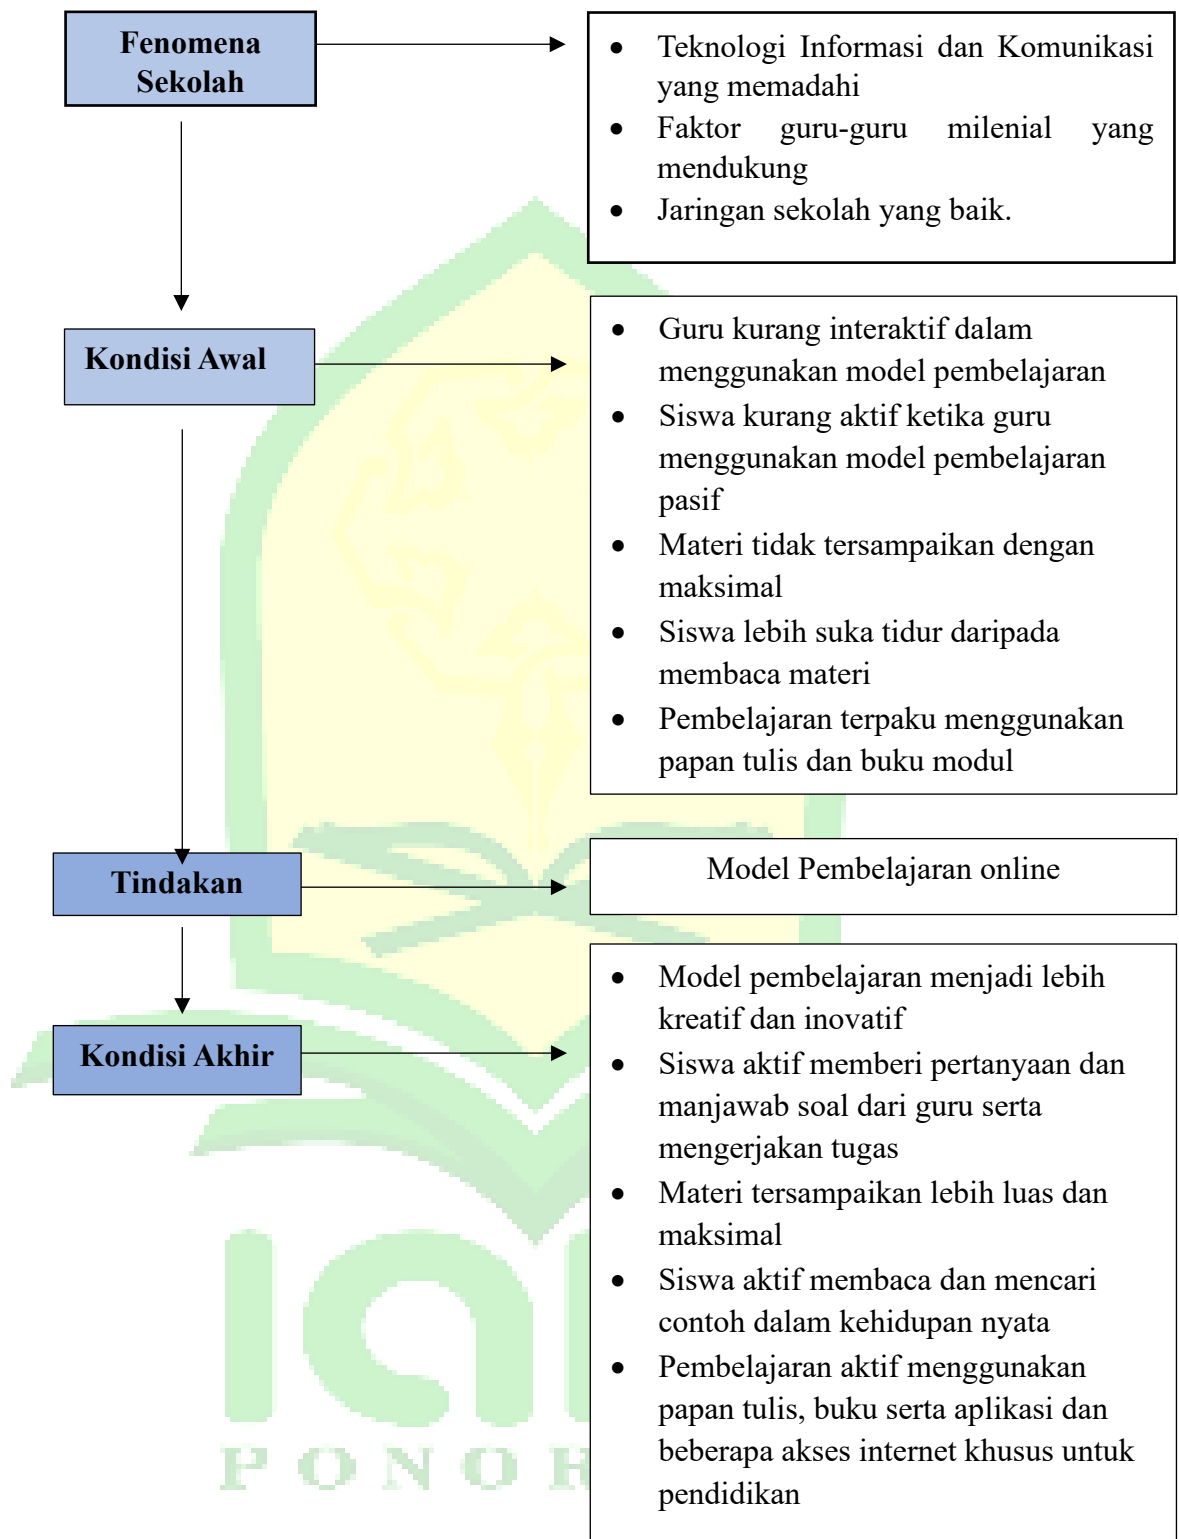 Fenomena
Sekolah
• Teknologi Informasi dan Komunikasi
yang memadahi
• Faktor guru-guru milenial yang
mendukung
• Jaringan sekolah yang baik.
Kondisi Awal
• Guru kurang interaktif dalam
menggunakan model pembelajaran
• Siswa kurang aktif ketika guru
menggunakan model pembelajaran
pasif
• Materi tidak tersampaikan dengan
maksimal
• Siswa lebih suka tidur daripada
membaca materi
• Pembelajaran terpaku menggunakan
papan tulis dan buku modul
Tindakan
Model Pembelajaran online
Kondisi Akhir
• Model pembelajaran menjadi lebih
kreatif dan inovatif
• Siswa aktif memberi pertanyaan dan
manjawab soal dari guru serta
mengerjakan tugas
• Materi tersampaikan lebih luas dan
maksimal
• Siswa aktif membaca dan mencari
contoh dalam kehidupan nyata
• Pembelajaran aktif menggunakan
papan tulis, buku serta aplikasi dan
beberapa akses internet khusus untuk
pendidikan